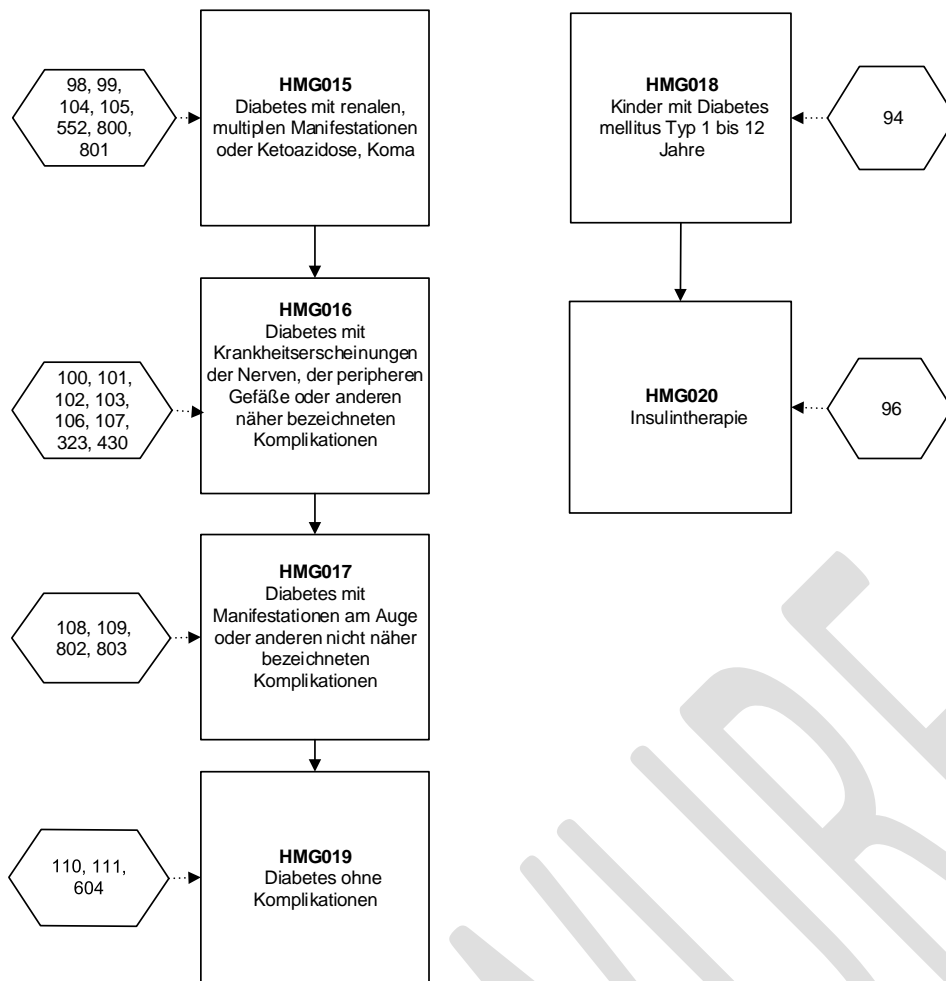 98, 99,
104, 105,
552, 800,
801
HMG015
Diabetes mit renalen,
multiplen Manifestationen
oder Ketoazidose, Koma
HMG018
Kinder mit Diabetes
mellitus Typ 1 bis 12
Jahre
94
100, 101,
102, 103,
106, 107,
323, 430
HMG016
Diabetes mit
Krankheitserscheinungen
der Nerven, der peripheren
Gefäße oder anderen
näher bezeichneten
Komplikationen
HMG020
Insulintherapie
96
108, 109,
802, 803
HMG017
Diabetes mit
Manifestationen am Auge
oder anderen nicht näher
bezeichneten
Komplikationen
110, 111,
604
HMG019
Diabetes ohne
Komplikationen